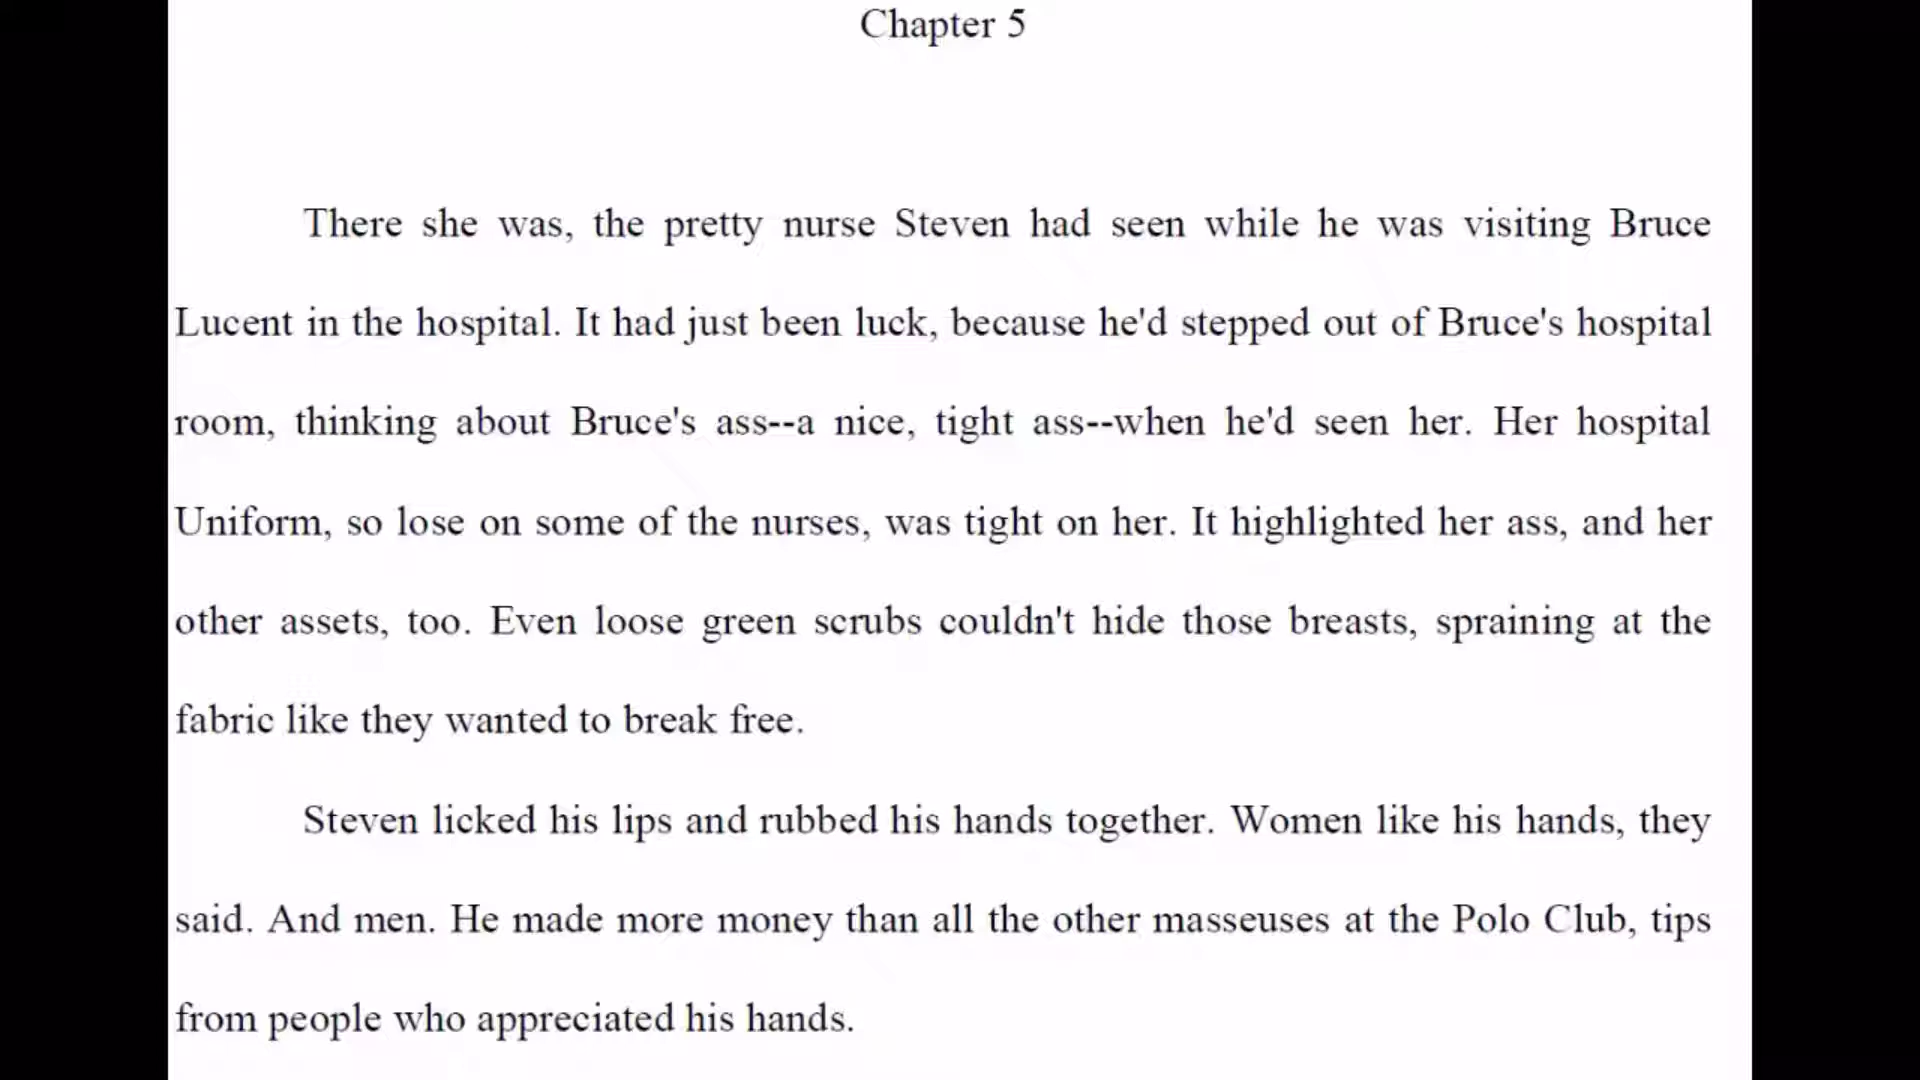 Chapter 5
There she was, the pretty nurse Steven had seen while he was visiting Bruce
Lucent in the hospital. It had just been luck, because he'd stepped out of Bruce's hospital
room, thinking about Bruce's ass--a nice, tight ass--when he'd seen her. Her hospital
Uniform, so lose on some of the nurses, was tight on her. It highlighted her ass, and her
other assets, too. Even loose green scrubs couldn't hide those breasts, spraining at the
fabric like they wanted to break free.
Steven licked his lips and rubbed his hands together. Women like his hands, they
said. And men. He made more money than all the other masseuses at the Polo Club, tips
from people who appreciated his hands.